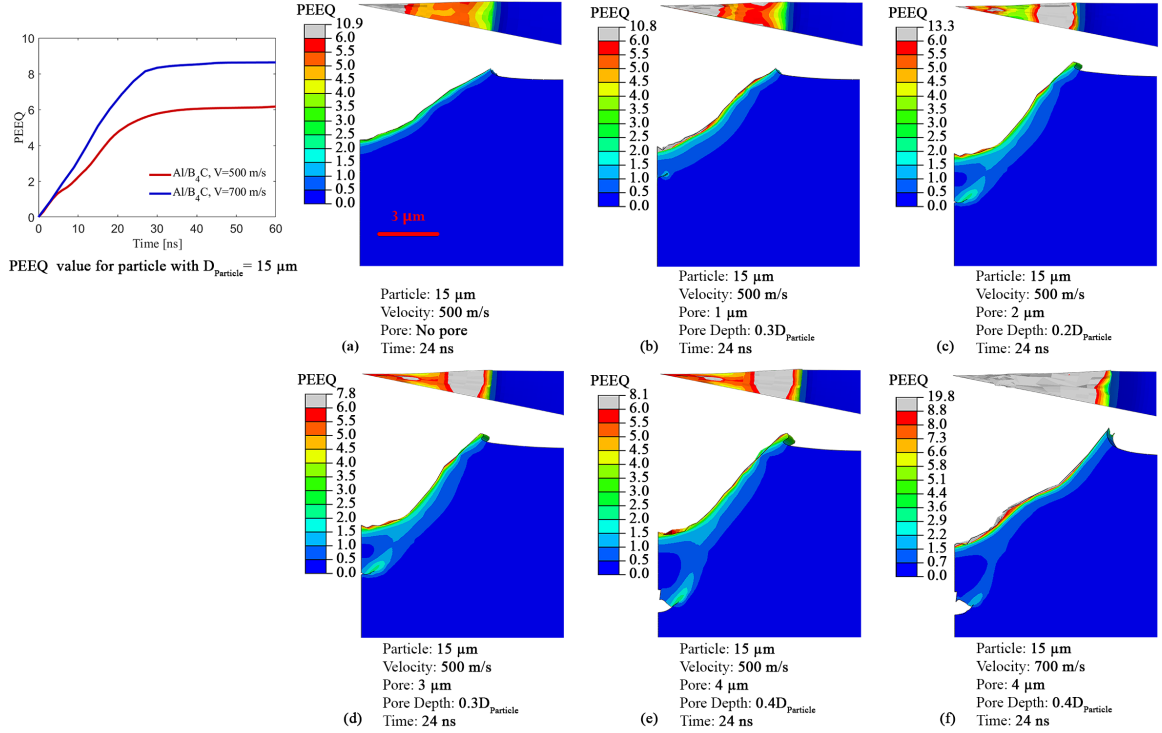 PEEQ
10
8
6
4
2
0
0
10
20
30
40
50
60
Time [ns]
Al/B4C, V=500 m/s
Al/B4C, V=700 m/s
PEEQ value for particle with DParticle= 15 µm
PEEQ
10.9
6.0
5.5
5.0
4.5
4.0
3.5
3.0
2.5
2.0
1.5
1.0
0.5
0.0
3 µm
(a)
Particle: 15 µm
Velocity: 500 m/s
Pore: No pore
Time: 24 ns
PEEQ
10.8
6.0
5.5
5.0
4.5
4.0
3.5
3.0
2.5
2.0
1.5
1.0
0.5
0.0
(b)
Particle: 15 µm
Velocity: 500 m/s
Pore: 1 µm
Pore Depth: 0.3DParticle
Time: 24 ns
PEEQ
13.3
6.0
5.5
5.0
4.5
4.0
3.5
3.0
2.5
2.0
1.5
1.0
0.5
0.0
(c)
Particle: 15 µm
Velocity: 500 m/s
Pore: 2 µm
Pore Depth: 0.2DParticle
Time: 24 ns
PEEQ
7.8
6.0
5.5
5.0
4.5
4.0
3.5
3.0
2.5
2.0
1.5
1.0
0.5
0.0
(d)
Particle: 15 µm
Velocity: 500 m/s
Pore: 3 µm
Pore Depth: 0.3DParticle
Time: 24 ns
PEEQ
8.1
6.0
5.5
5.0
4.5
4.0
3.5
3.0
2.5
2.0
1.5
1.0
0.5
0.0
(e)
Particle: 15 µm
Velocity: 500 m/s
Pore: 4 µm
Pore Depth: 0.4DParticle
Time: 24 ns
PEEQ
19.8
8.8
8.0
7.3
6.6
5.8
5.1
4.4
3.6
2.9
2.2
1.5
0.7
0.0
(f)
Particle: 15 µm
Velocity: 700 m/s
Pore: 4 µm
Pore Depth: 0.4DParticle
Time: 24 ns